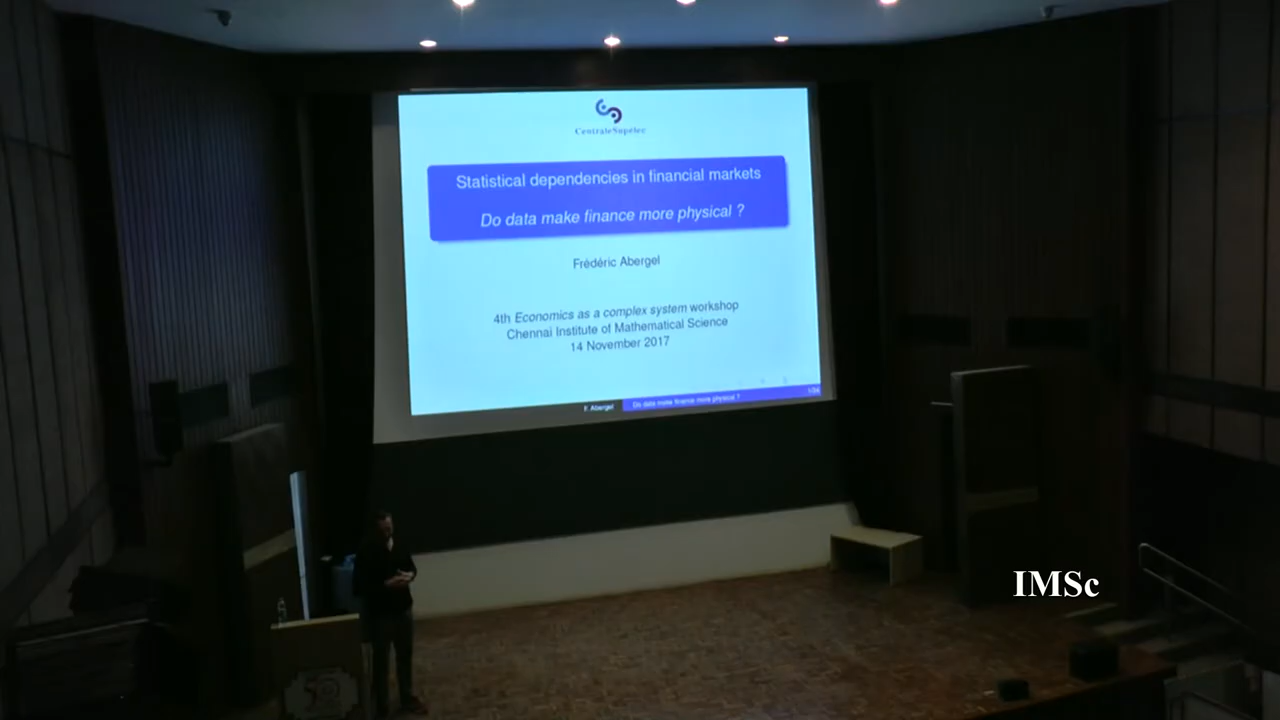 CentraleSupélec
Statistical dependencies in financial markets
Do data make finance more physical ?
Frédéric Abergel
4th Economics as a complex system workshop
Chennai Institute of Mathematical Science
14 November 2017
F. Abergel
Do data make finance more physical ?
IMSc